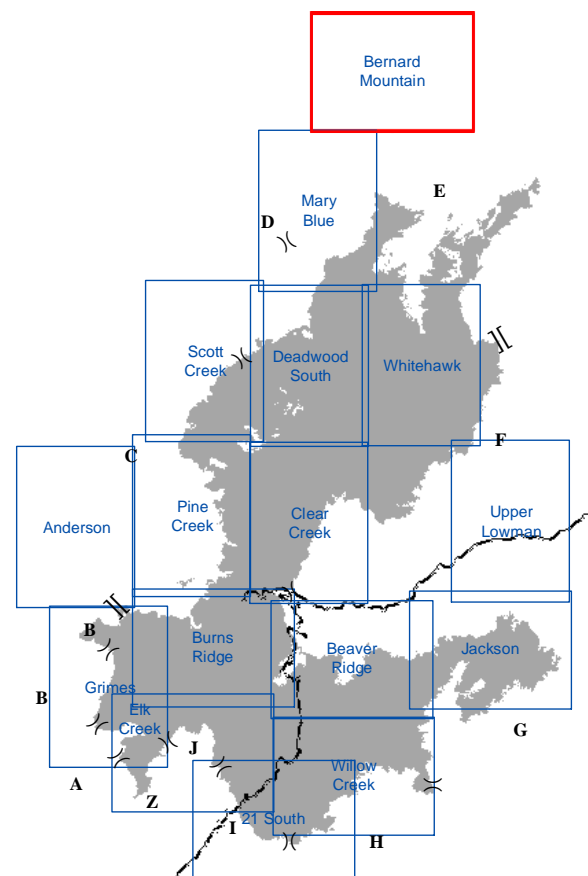 Bernard
Mountain
E
Mary
Blue
D
Scott
Creek
Deadwood
South
Whitehawk
F
C
Anderson
Pine
Creek
Clear
Creek
Upper
Lowman
B
Burns
Ridge
Beaver
Ridge
Jackson
B
Grimes
Elk
Creek
G
J
A
Z
Willow
Creek
I
21 South
H